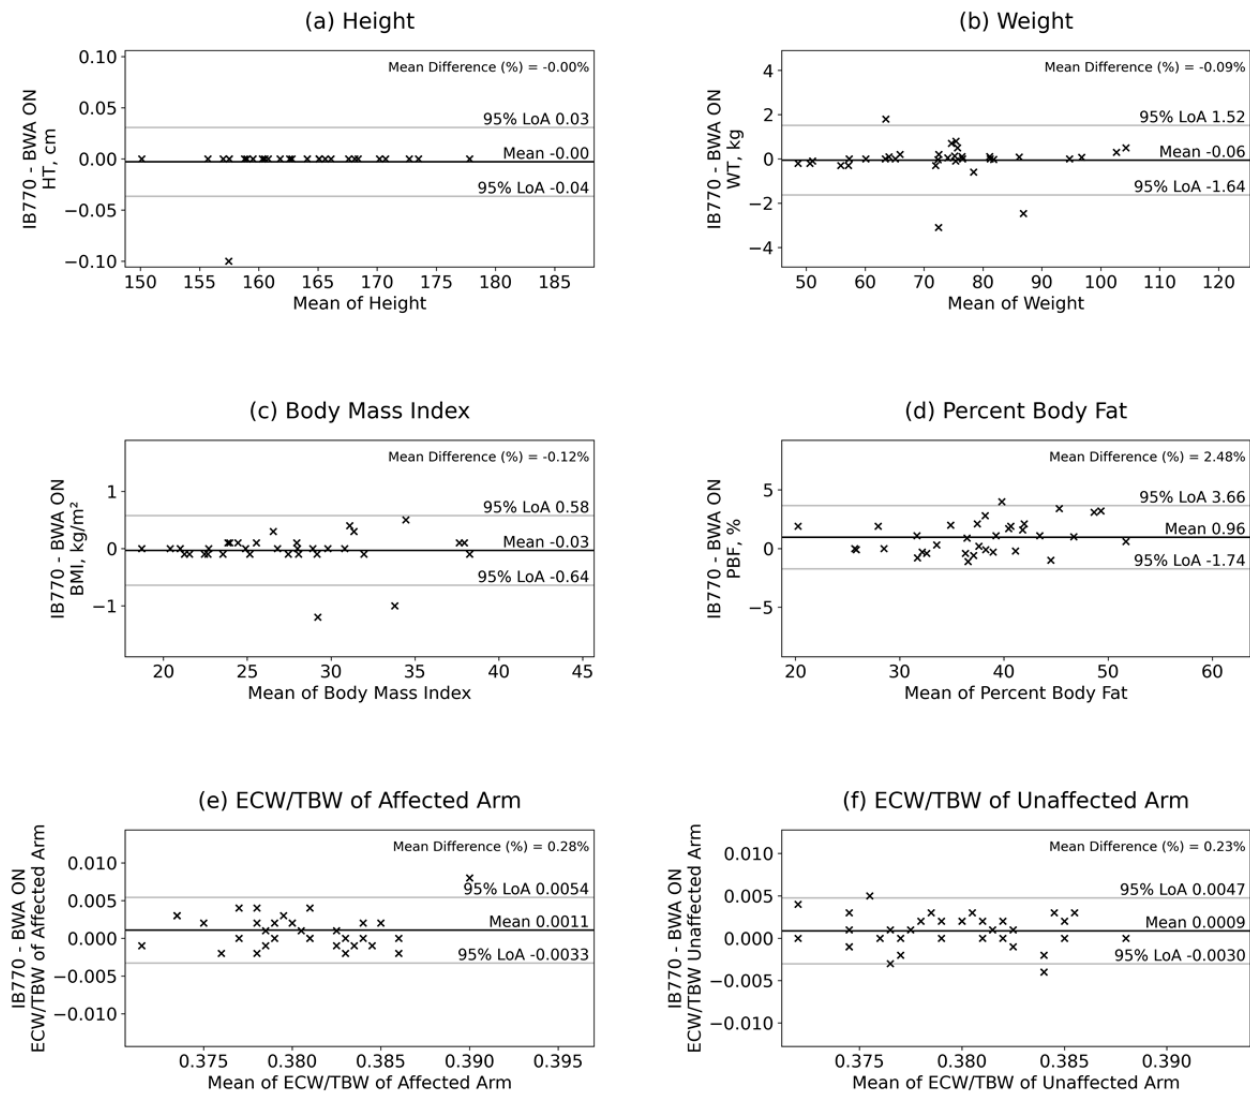 (a) Height
0.10
0.05
0.00
−0.05
−0.10
IB770 - BWA ON
HT, cm
Mean Difference (%) = -0.00%
95% LoA 0.03
Mean -0.00
95% LoA -0.04
150 155 160 165 170 175 180 185
Mean of Height
(b) Weight
4
2
0
−2
−4
IB770 - BWA ON
WT, kg
Mean Difference (%) = -0.09%
95% LoA 1.52
Mean -0.06
95% LoA -1.64
50 60 70 80 90 100 110 120
Mean of Weight
(c) Body Mass Index
1
0
−1
IB770 - BWA ON
BMI, kg/m²
Mean Difference (%) = -0.12%
95% LoA 0.58
Mean -0.03
95% LoA -0.64
20 25 30 35 40 45
Mean of Body Mass Index
(d) Percent Body Fat
5
0
−5
IB770 - BWA ON
PBF, %
Mean Difference (%) = 2.48%
95% LoA 3.66
Mean 0.96
95% LoA -1.74
20 30 40 50 60
Mean of Percent Body Fat
(e) ECW/TBW of Affected Arm
0.010
0.005
0.000
−0.005
−0.010
IB770 - BWA ON
ECW/TBW of Affected Arm
Mean Difference (%) = 0.28%
95% LoA 0.0054
Mean 0.0011
95% LoA -0.0033
0.375 0.380 0.385 0.390 0.395
Mean of ECW/TBW of Affected Arm
(f) ECW/TBW of Unaffected Arm
0.010
0.005
0.000
−0.005
−0.010
IB770 - BWA ON
ECW/TBW Unaffected Arm
Mean Difference (%) = 0.23%
95% LoA 0.0047
Mean 0.0009
95% LoA -0.0030
0.375 0.380 0.385 0.390
Mean of ECW/TBW of Unaffected Arm